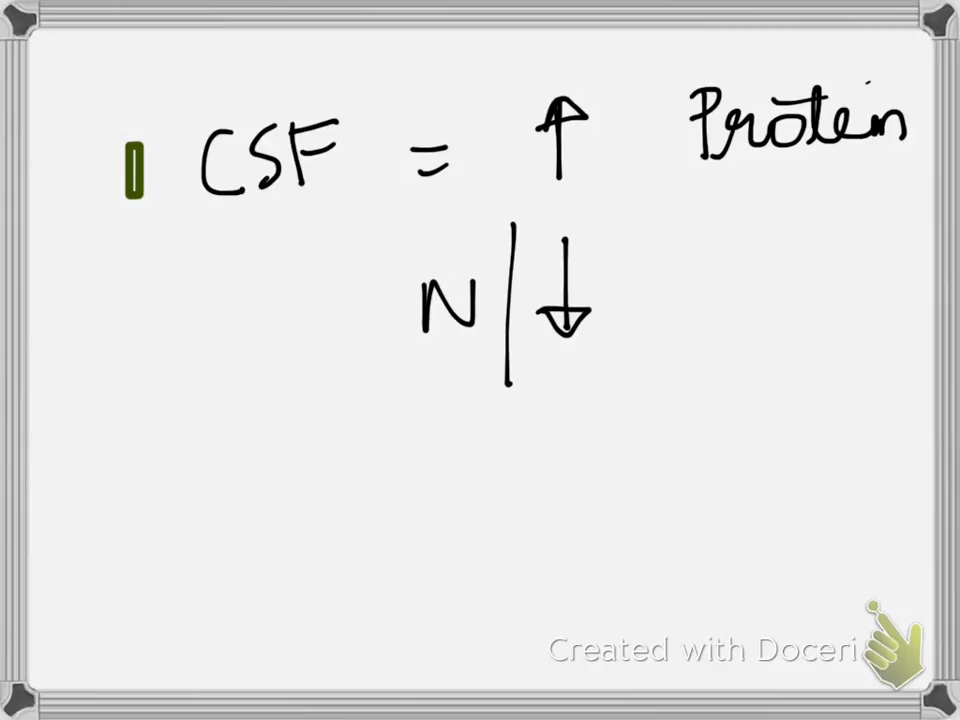 CSF = ↑ Protein
N / ↓
Created with Doceri